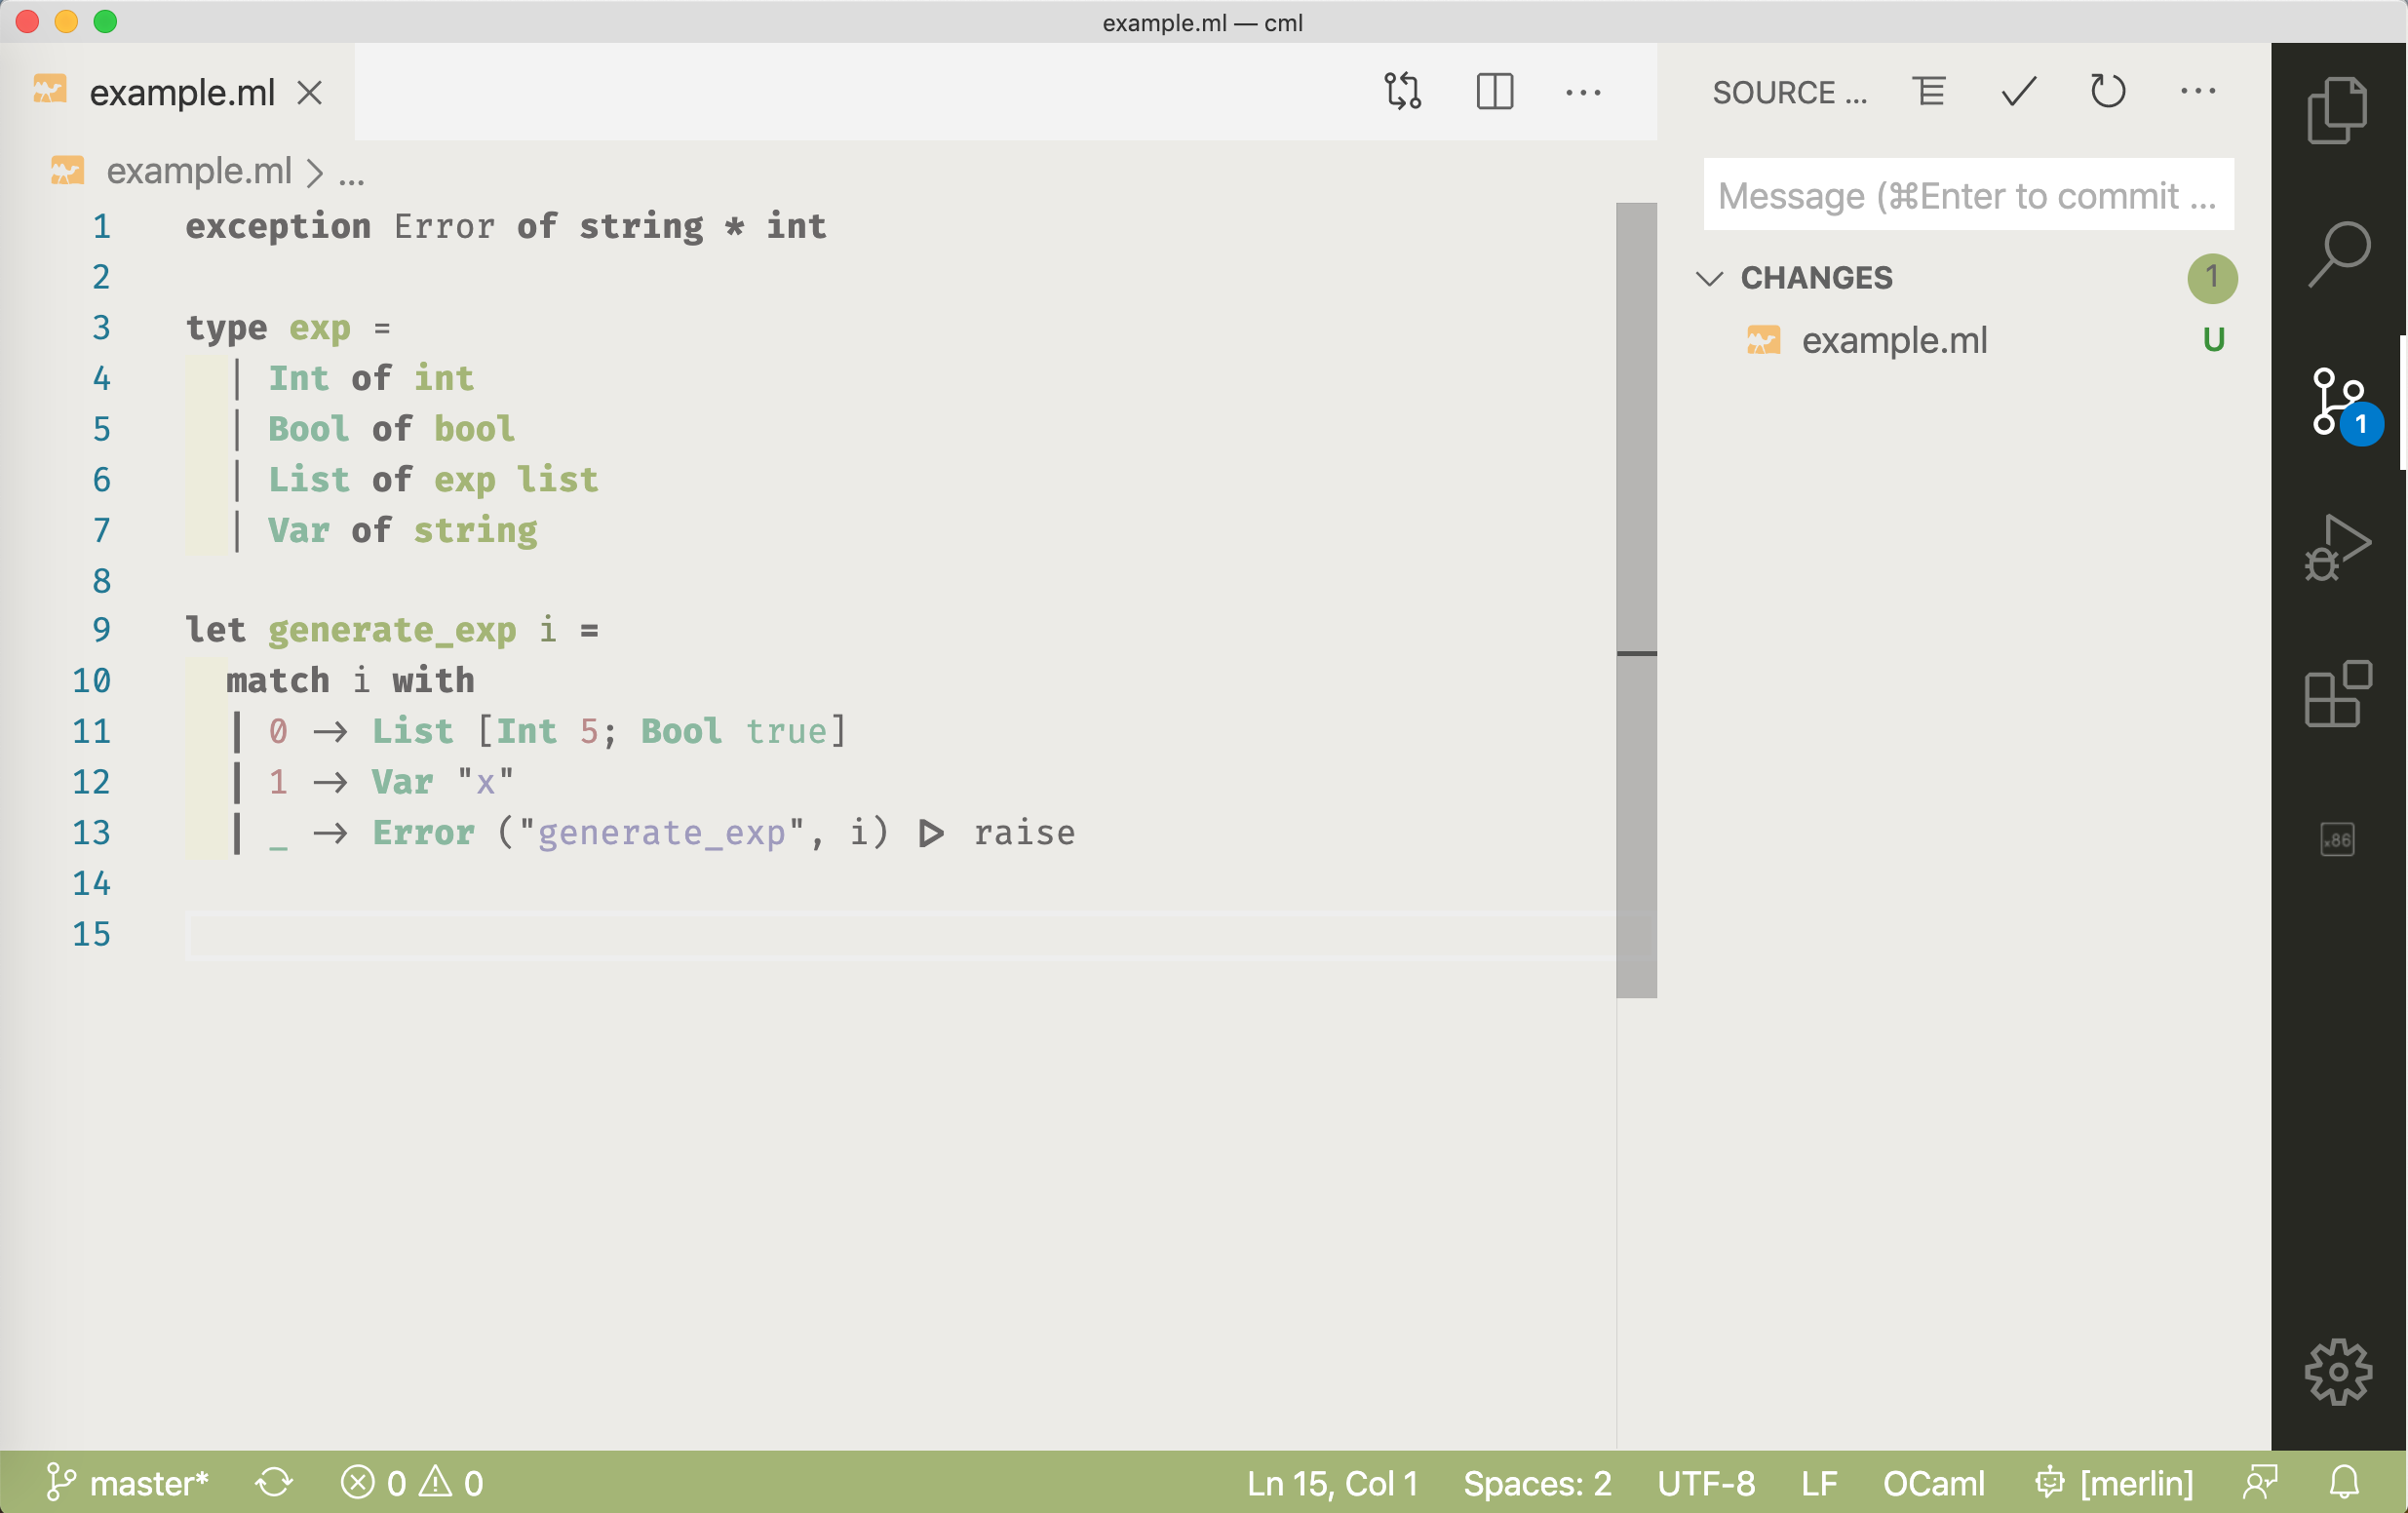 example.ml — cml
example.ml
SOURCE ...
example.ml > ...
Message (⌘Enter to commit ...
CHANGES 1
example.ml U
1 exception Error of string * int
2
3 type exp =
4 | Int of int
5 | Bool of bool
6 | List of exp list
7 | Var of string
8
9 let generate_exp i =
10 match i with
11 | 0 → List [Int 5; Bool true]
12 | 1 → Var "x"
13 | _ → Error ("generate_exp", i) ▷ raise
14
15
1
x86
master* 0 0 Ln 15, Col 1 Spaces: 2 UTF-8 LF OCaml [merlin]